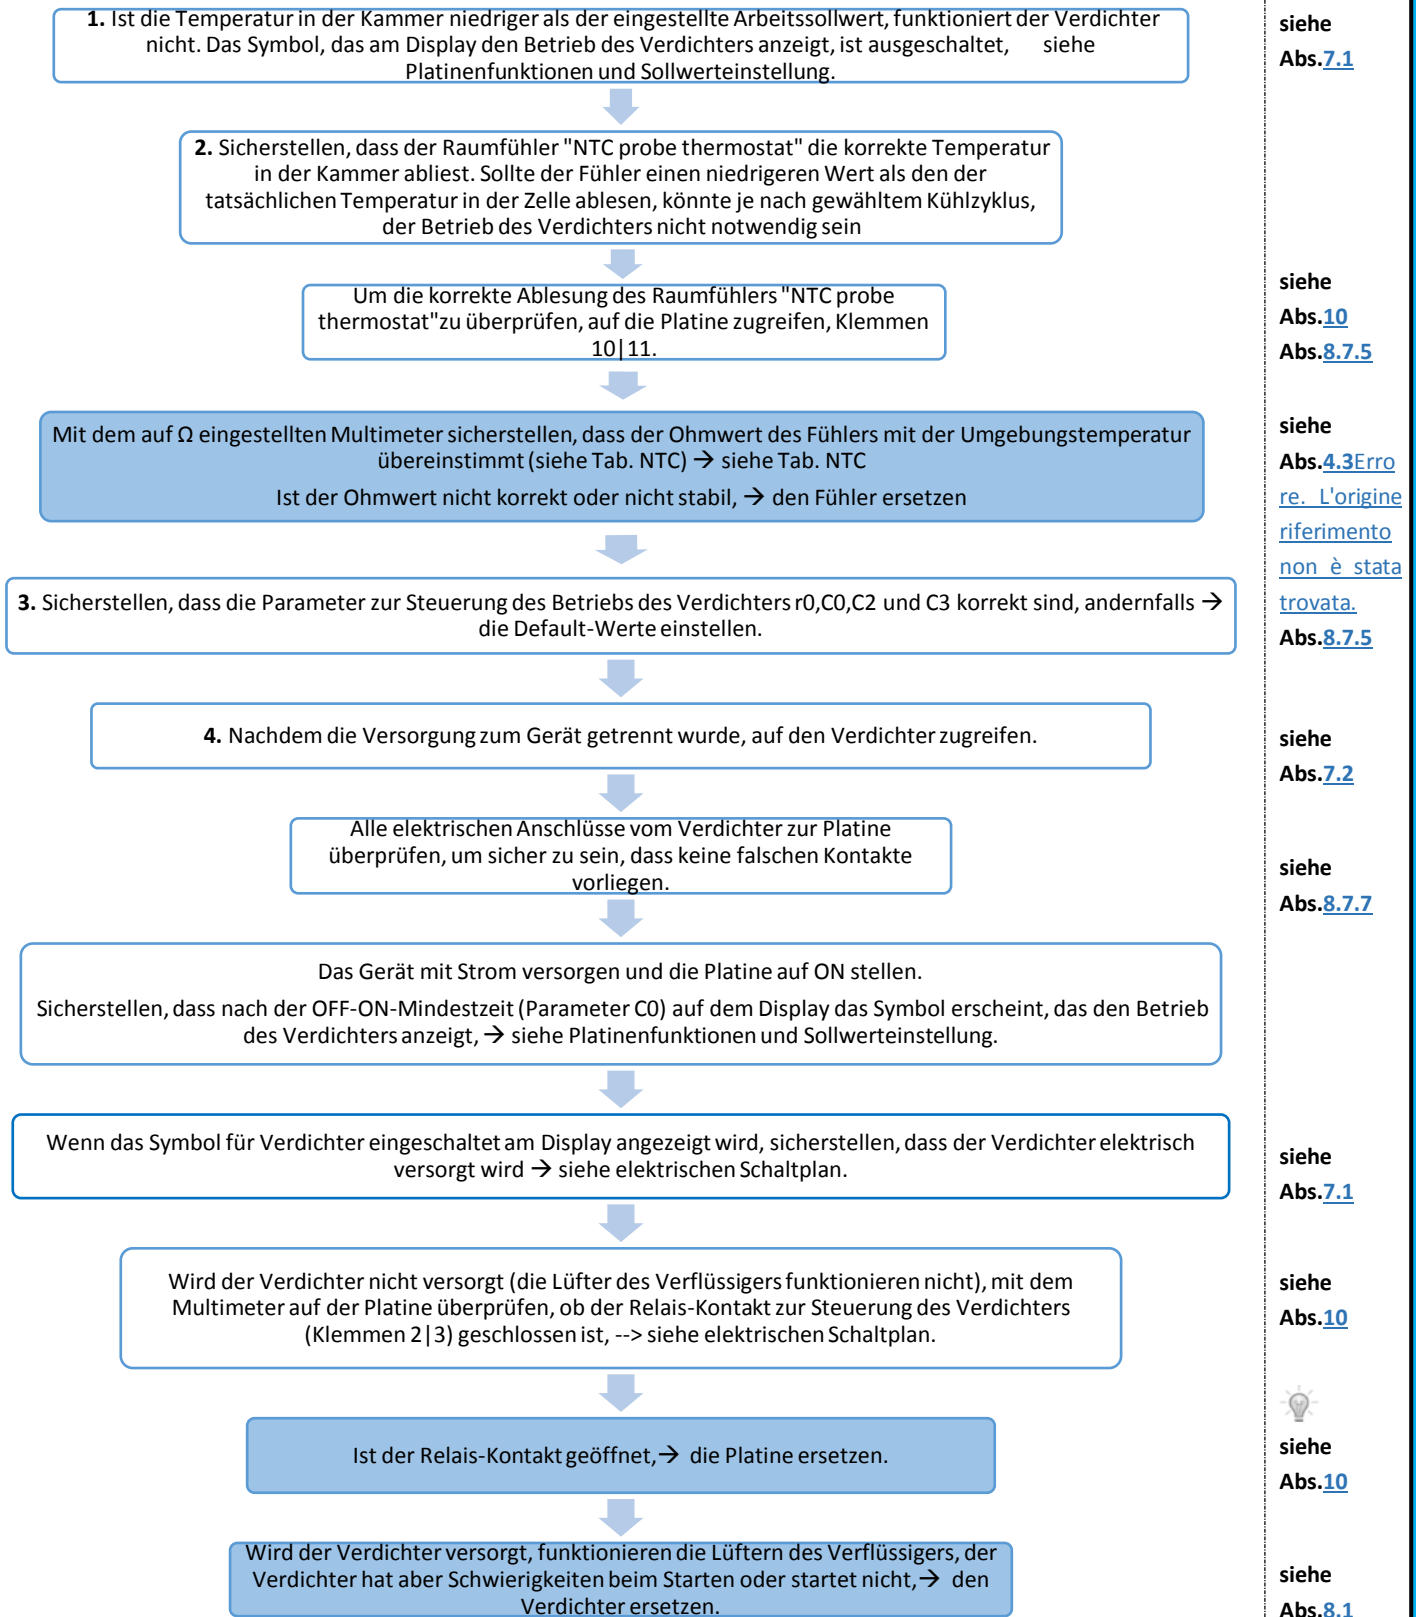 1. Ist die Temperatur in der Kammer niedriger als der eingestellte Arbeitssollwert, funktioniert der Verdichter
nicht. Das Symbol, das am Display den Betrieb des Verdichters anzeigt, ist ausgeschaltet, siehe
Platinenfunktionen und Sollwerteinstellung.
siehe
Abs.7.1
2. Sicherstellen, dass der Raumfühler "NTC probe thermostat" die korrekte Temperatur
in der Kammer abliest. Sollte der Fühler einen niedrigeren Wert als den der
tatsächlichen Temperatur in der Zelle ablesen, könnte je nach gewähltem Kühlzyklus,
der Betrieb des Verdichters nicht notwendig sein
Um die korrekte Ablesung des Raumfühlers "NTC probe
thermostat"zu überprüfen, auf die Platine zugreifen, Klemmen
10|11.
siehe
Abs.10
Abs.8.7.5
Mit dem auf Ω eingestellten Multimeter sicherstellen, dass der Ohmwert des Fühlers mit der Umgebungstemperatur
übereinstimmt (siehe Tab. NTC) → siehe Tab. NTC
Ist der Ohmwert nicht korrekt oder nicht stabil, → den Fühler ersetzen
siehe
Abs.4.3Erro
re. L'origine
riferimento
non è stata
trovata.
Abs.8.7.5
3. Sicherstellen, dass die Parameter zur Steuerung des Betriebs des Verdichters r0,C0,C2 und C3 korrekt sind, andernfalls →
die Default-Werte einstellen.
4. Nachdem die Versorgung zum Gerät getrennt wurde, auf den Verdichter zugreifen.
siehe
Abs.7.2
Alle elektrischen Anschlüsse vom Verdichter zur Platine
überprüfen, um sicher zu sein, dass keine falschen Kontakte
vorliegen.
siehe
Abs.8.7.7
Das Gerät mit Strom versorgen und die Platine auf ON stellen.
Sicherstellen, dass nach der OFF-ON-Mindestzeit (Parameter C0) auf dem Display das Symbol erscheint, das den Betrieb
des Verdichters anzeigt, → siehe Platinenfunktionen und Sollwerteinstellung.
Wenn das Symbol für Verdichter eingeschaltet am Display angezeigt wird, sicherstellen, dass der Verdichter elektrisch
versorgt wird → siehe elektrischen Schaltplan.
siehe
Abs.7.1
Wird der Verdichter nicht versorgt (die Lüfter des Verflüssigers funktionieren nicht), mit dem
Multimeter auf der Platine überprüfen, ob der Relais-Kontakt zur Steuerung des Verdichters
(Klemmen 2|3) geschlossen ist, --> siehe elektrischen Schaltplan.
siehe
Abs.10
Ist der Relais-Kontakt geöffnet,→ die Platine ersetzen.
siehe
Abs.10
Wird der Verdichter versorgt, funktionieren die Lüftern des Verflüssigers, der
Verdichter hat aber Schwierigkeiten beim Starten oder startet nicht,→ den
Verdichter ersetzen.
siehe
Abs.8.1